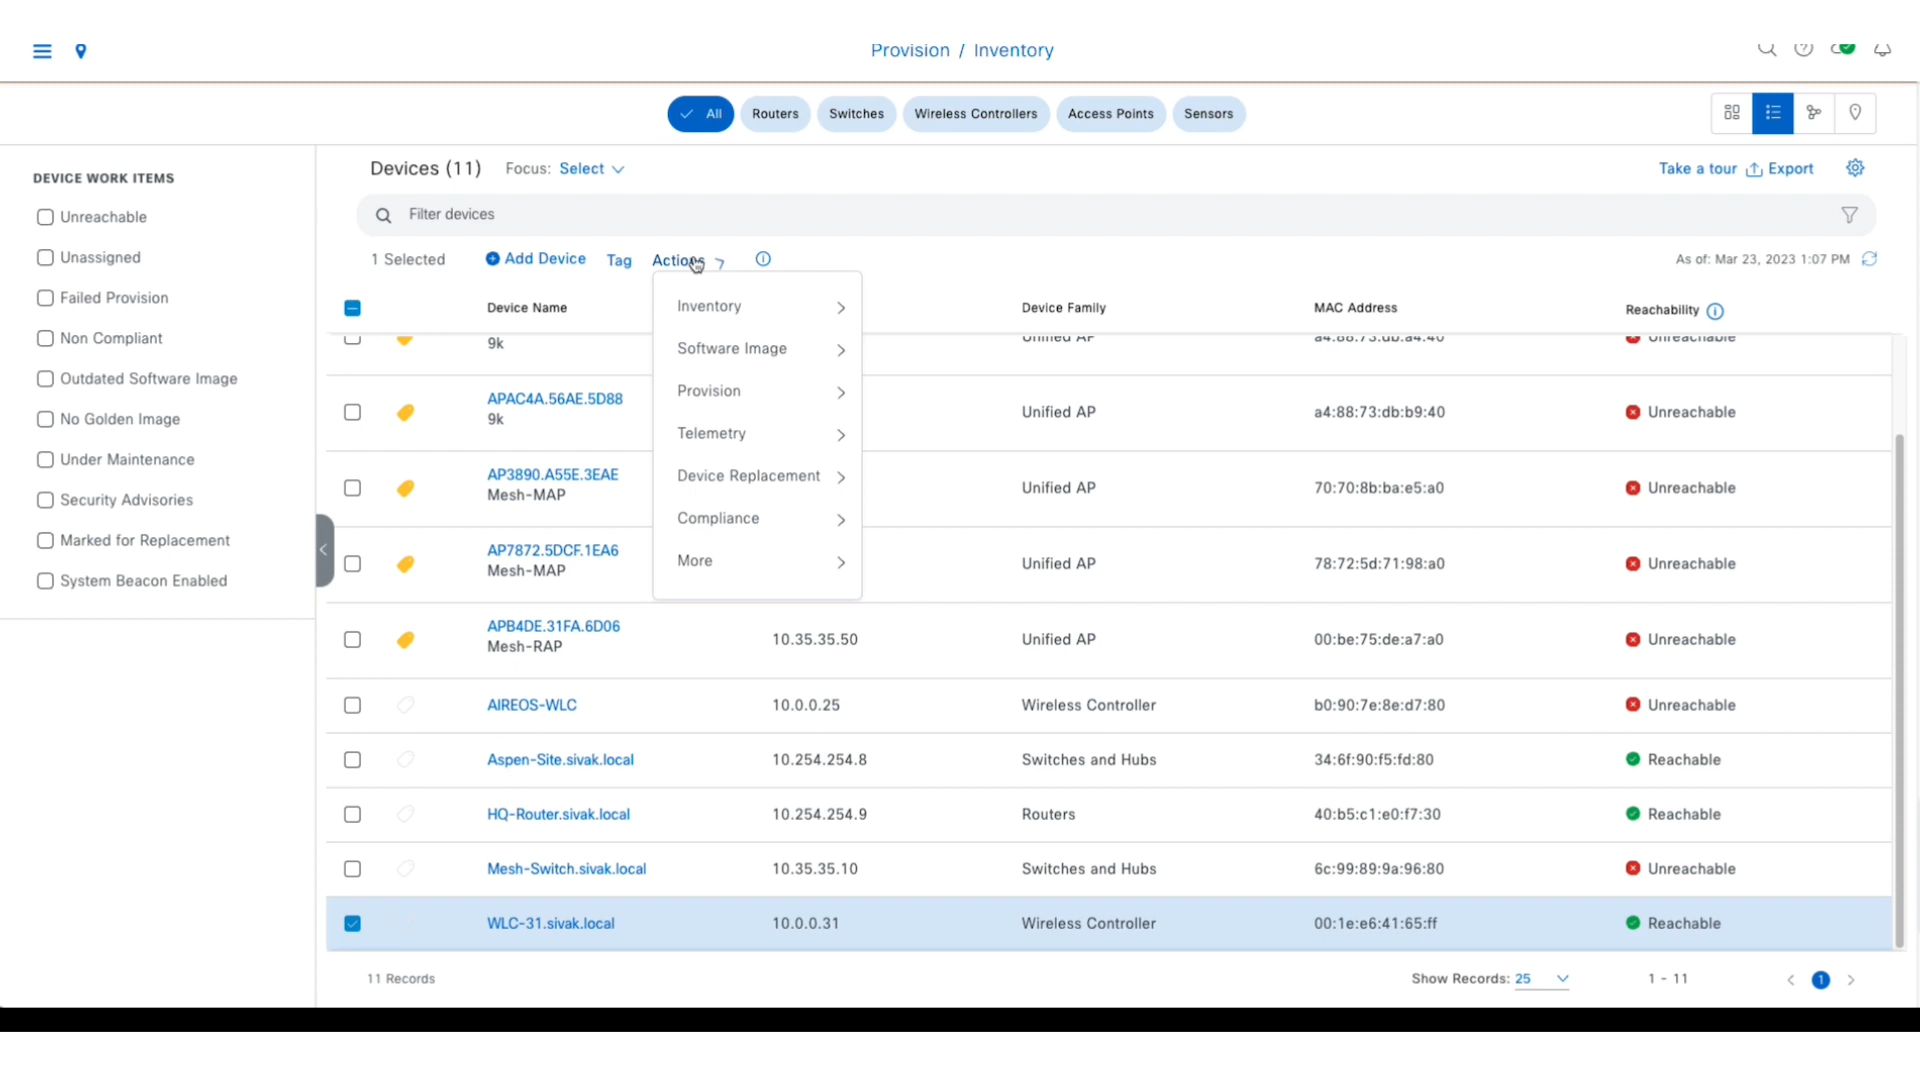 Provision / Inventory
All Routers Switches Wireless Controllers Access Points Sensors
DEVICE WORK ITEMS
Unreachable
Unassigned
Failed Provision
Non Compliant
Outdated Software Image
No Golden Image
Under Maintenance
Security Advisories
Marked for Replacement
System Beacon Enabled
Devices (11) Focus: Select Take a tour Export
Filter devices
1 Selected Add Device Tag Actions As of: Mar 23, 2023 1:07 PM
Inventory
Software Image
Provision
Telemetry
Device Replacement
Compliance
More
Device Name Device Family MAC Address Reachability
9k Unified AP a4:88:73:db:a4:40 Unreachable
APAC4A.56AE.5D88 Unified AP a4:88:73:db:b9:40 Unreachable
9k
AP3890.A55E.3EAE Unified AP 70:70:8b:ba:e5:a0 Unreachable
Mesh-MAP
AP7872.5DCF.1EA6 Unified AP 78:72:5d:71:98:a0 Unreachable
Mesh-MAP
APB4DE.31FA.6D06 10.35.35.50 Unified AP 00:be:75:de:a7:a0 Unreachable
Mesh-RAP
AIREOS-WLC 10.0.0.25 Wireless Controller b0:90:7e:8e:d7:80 Unreachable
Aspen-Site.sivak.local 10.254.254.8 Switches and Hubs 34:6f:90:f5:fd:80 Reachable
HQ-Router.sivak.local 10.254.254.9 Routers 40:b5:c1:e0:f7:30 Reachable
Mesh-Switch.sivak.local 10.35.35.10 Switches and Hubs 6c:99:89:9a:96:80 Unreachable
WLC-31.sivak.local 10.0.0.31 Wireless Controller 00:1e:e6:41:65:ff Reachable
11 Records Show Records: 25 1 - 11 1